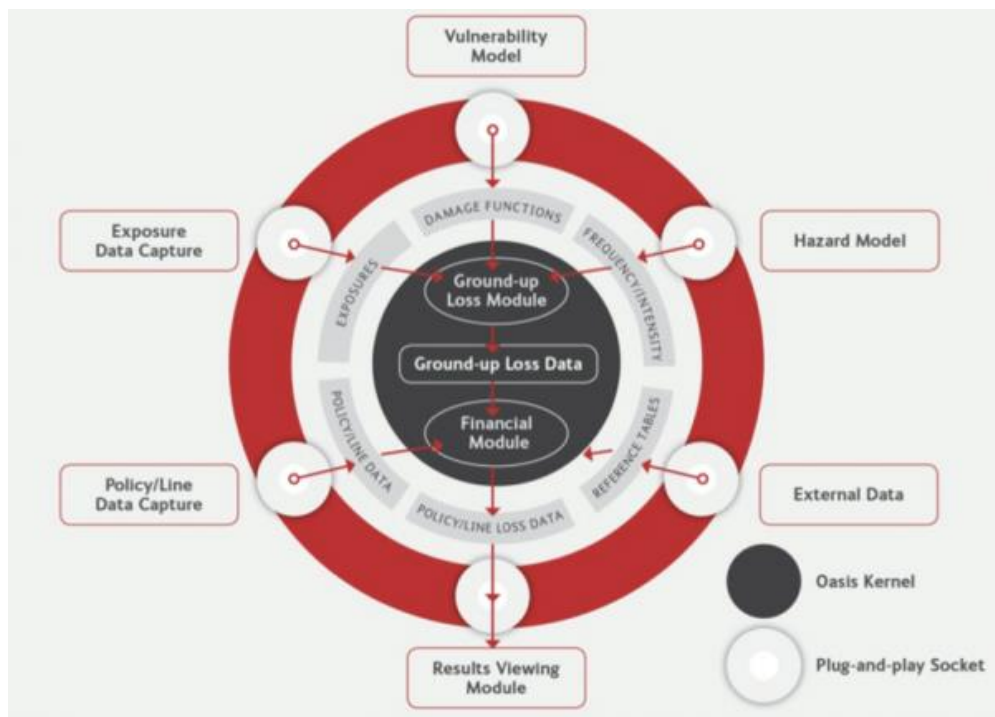 Vulnerability
Model
DAMAGE FUNCTIONS
Exposure
Data Capture
EXPOSURES
FREQUENCY/INTENSITY
Hazard Model
Ground-up
Loss Module
Ground-up Loss Data
Financial
Module
Policy/Line
Data Capture
POLICY/LINE DATA
REFERENCE TABLES
External Data
POLICY/LINE LOSS DATA
Oasis Kernel
Results Viewing
Module
Plug-and-play Socket